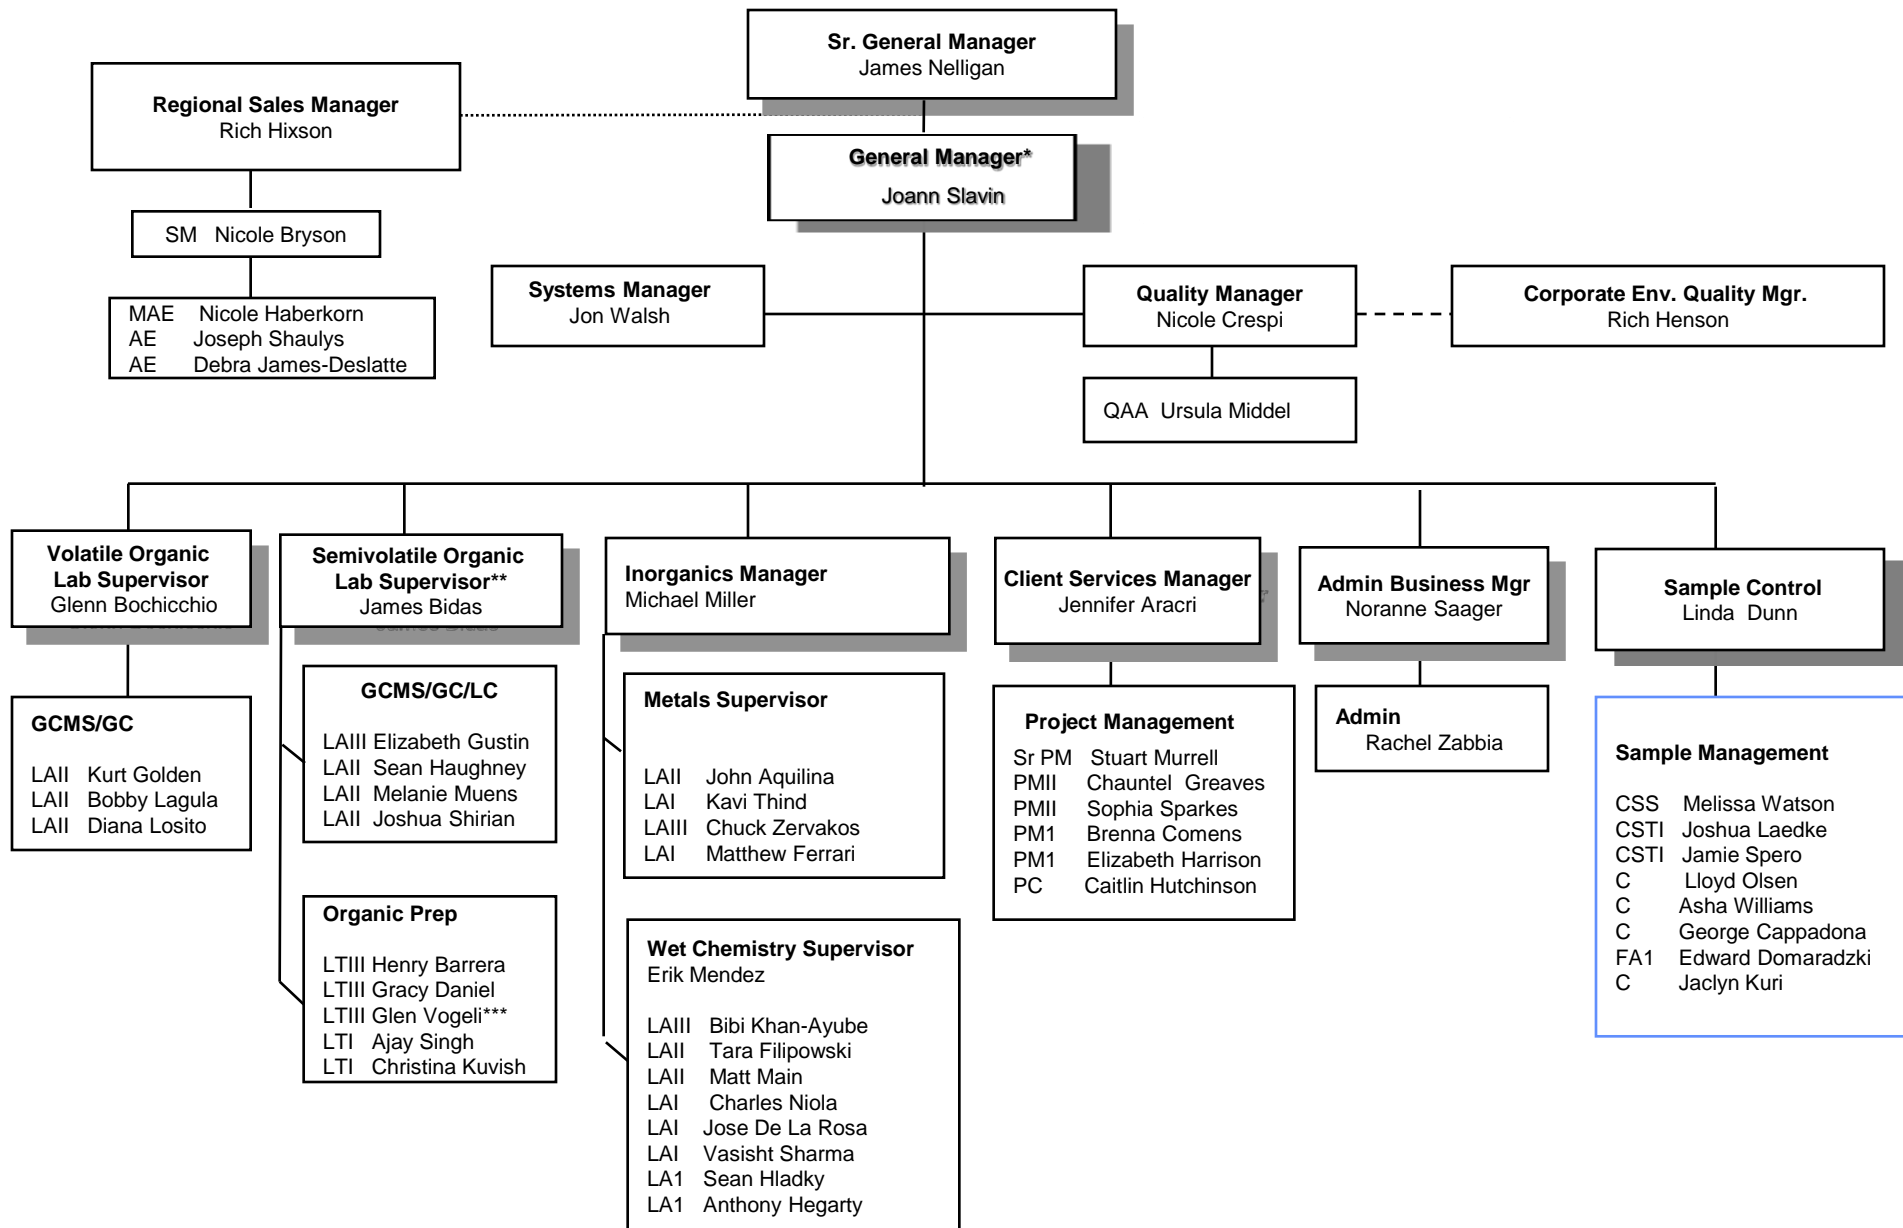 Sr. General Manager
James Nelligan
Regional Sales Manager
Rich Hixson
General Manager*
Joann Slavin
SM Nicole Bryson
MAE Nicole Haberkorn
AE Joseph Shaulys
AE Debra James-Deslatte
Systems Manager
Jon Walsh
Quality Manager
Nicole Crespi
Corporate Env. Quality Mgr.
Rich Henson
QAA Ursula Middel
Volatile Organic
Lab Supervisor
Glenn Bochicchio
Semivolatile Organic
Lab Supervisor**
James Bidas
Inorganics Manager
Michael Miller
Client Services Manager
Jennifer Aracri
Admin Business Mgr
Noranne Saager
Sample Control
Linda Dunn
GCMS/GC
LAII Kurt Golden
LAII Bobby Lagula
LAII Diana Losito
GCMS/GC/LC
LAIII Elizabeth Gustin
LAII Sean Haughney
LAII Melanie Muens
LAII Joshua Shirian
Organic Prep
LTIII Henry Barrera
LTIII Gracy Daniel
LTIII Glen Vogeli***
LTI Ajay Singh
LTI Christina Kuvish
Metals Supervisor
LAII John Aquilina
LAI Kavi Thind
LAIII Chuck Zervakos
LAI Matthew Ferrari
Wet Chemistry Supervisor
Erik Mendez
LAIII Bibi Khan-Ayube
LAII Tara Filipowski
LAII Matt Main
LAI Charles Niola
LAI Jose De La Rosa
LAI Vasisht Sharma
LA1 Sean Hladky
LA1 Anthony Hegarty
Project Management
Sr PM Stuart Murrell
PMII Chauntel Greaves
PMII Sophia Sparkes
PM1 Brenna Comens
PM1 Elizabeth Harrison
PC Caitlin Hutchinson
Admin
Rachel Zabbia
Sample Management
CSS Melissa Watson
CSTI Joshua Laedke
CSTI Jamie Spero
C Lloyd Olsen
C Asha Williams
C George Cappadona
FA1 Edward Domaradzki
C Jaclyn Kuri